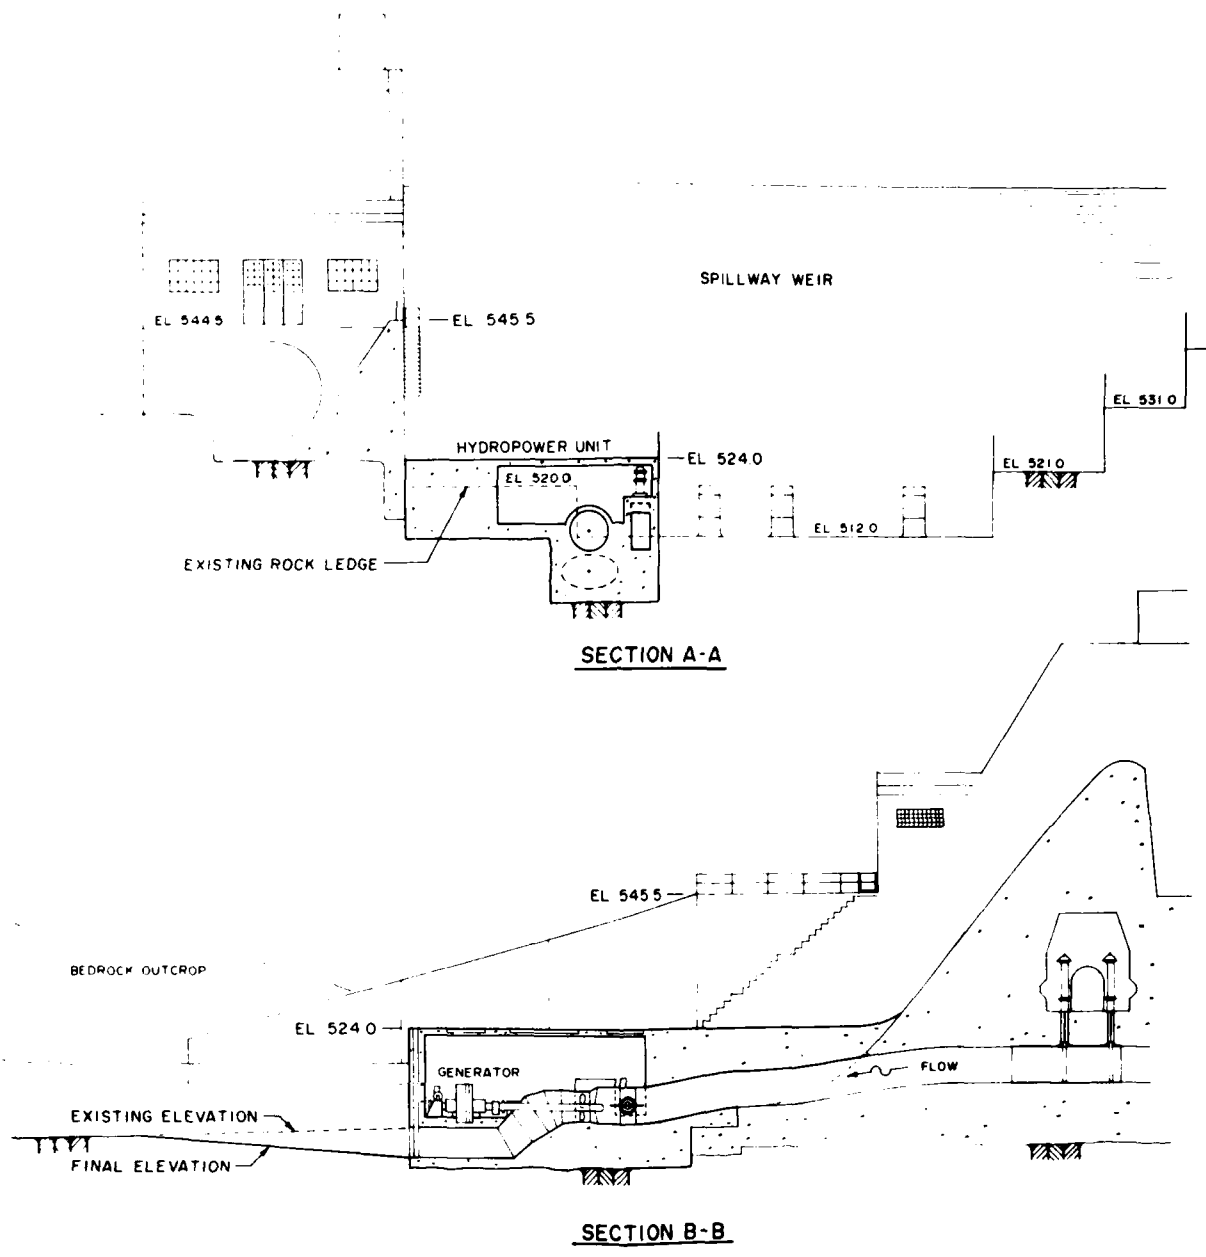 SPILLWAY WEIR
EL 544.5
EL 545.5
EL 531.0
HYDROPOWER UNIT
EL 524.0
EL 521.0
EL 520.0
EL 512.0
EXISTING ROCK LEDGE
SECTION A-A
EL 545.5
BEDROCK OUTCROP
EL 524.0
FLOW
GENERATOR
EXISTING ELEVATION
FINAL ELEVATION
SECTION B-B